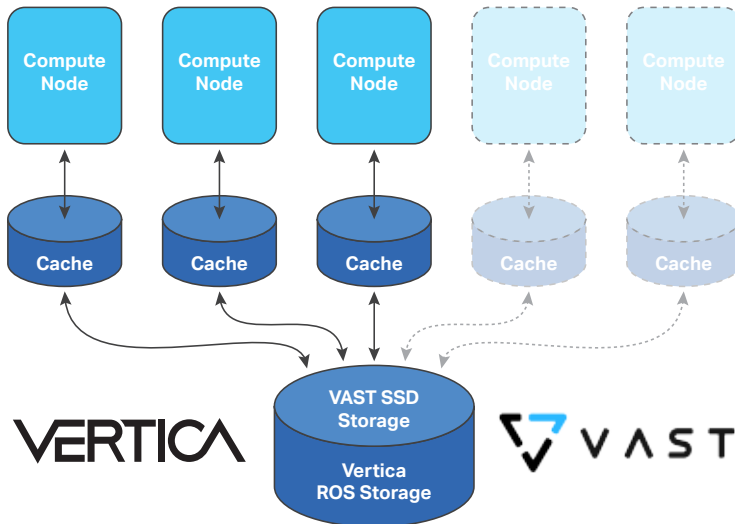 Compute
Node
Compute
Node
Compute
Node
Compute
Node
Compute
Node
Cache
Cache
Cache
Cache
Cache
VAST SSD
Storage
Vertica
ROS Storage
VERTICA
VAST